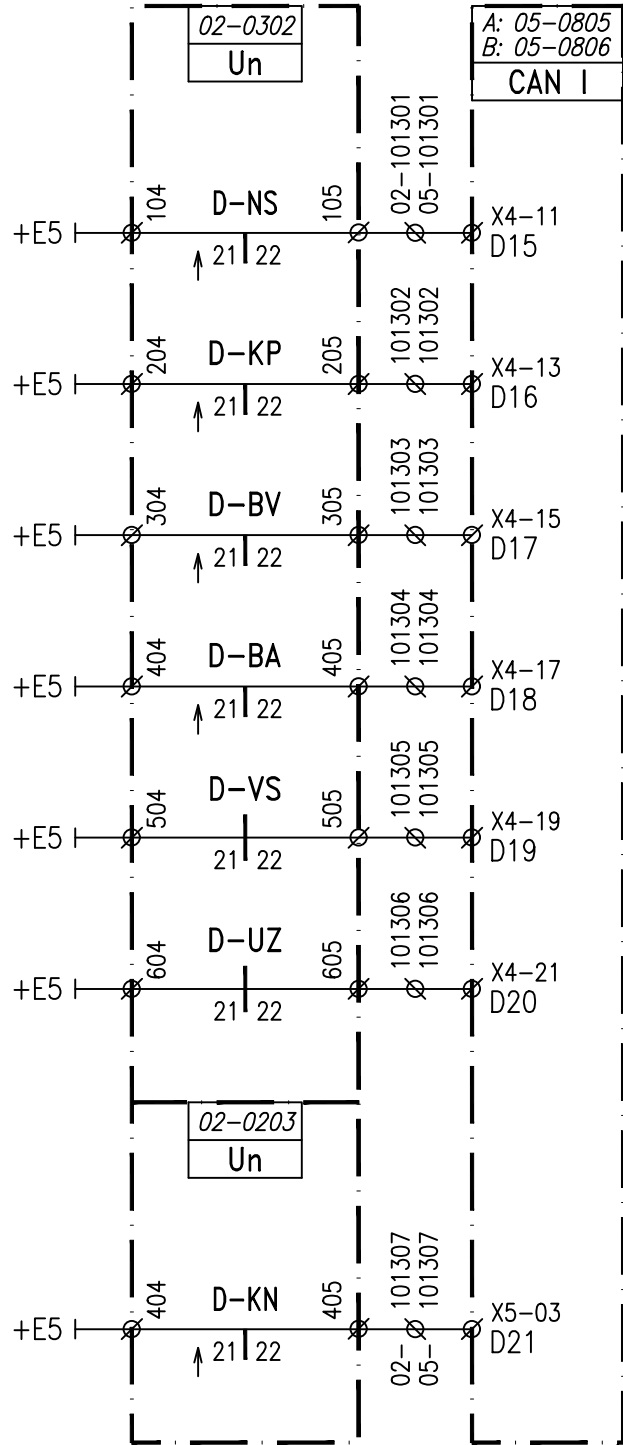 02-0302
Un
A: 05-0805
B: 05-0806
CAN I
+E5
104
D-NS
21 22
105
02-101301
05-101301
X4-11
D15
+E5
204
D-KP
21 22
205
101302
101302
X4-13
D16
+E5
304
D-BV
21 22
305
101303
101303
X4-15
D17
+E5
404
D-BA
21 22
405
101304
101304
X4-17
D18
+E5
504
D-VS
21 22
505
101305
101305
X4-19
D19
+E5
604
D-UZ
21 22
605
101306
101306
X4-21
D20
02-0203
Un
+E5
404
D-KN
21 22
405
02- 101307
05- 101307
X5-03
D21